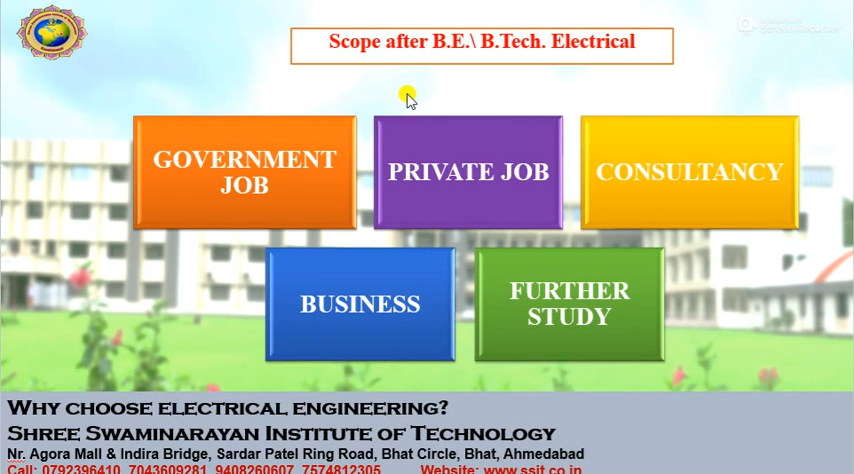 Scope after B.E.\ B.Tech. Electrical
GOVERNMENT
JOB
PRIVATE JOB
CONSULTANCY
BUSINESS
FURTHER
STUDY
WHY CHOOSE ELECTRICAL ENGINEERING?
SHREE SWAMINARAYAN INSTITUTE OF TECHNOLOGY
Nr. Agora Mall & Indira Bridge, Sardar Patel Ring Road, Bhat Circle, Bhat, Ahmedabad
Call: 0792396410, 7043609281, 9408260607, 7574812305 Website: www.ssit.co.in